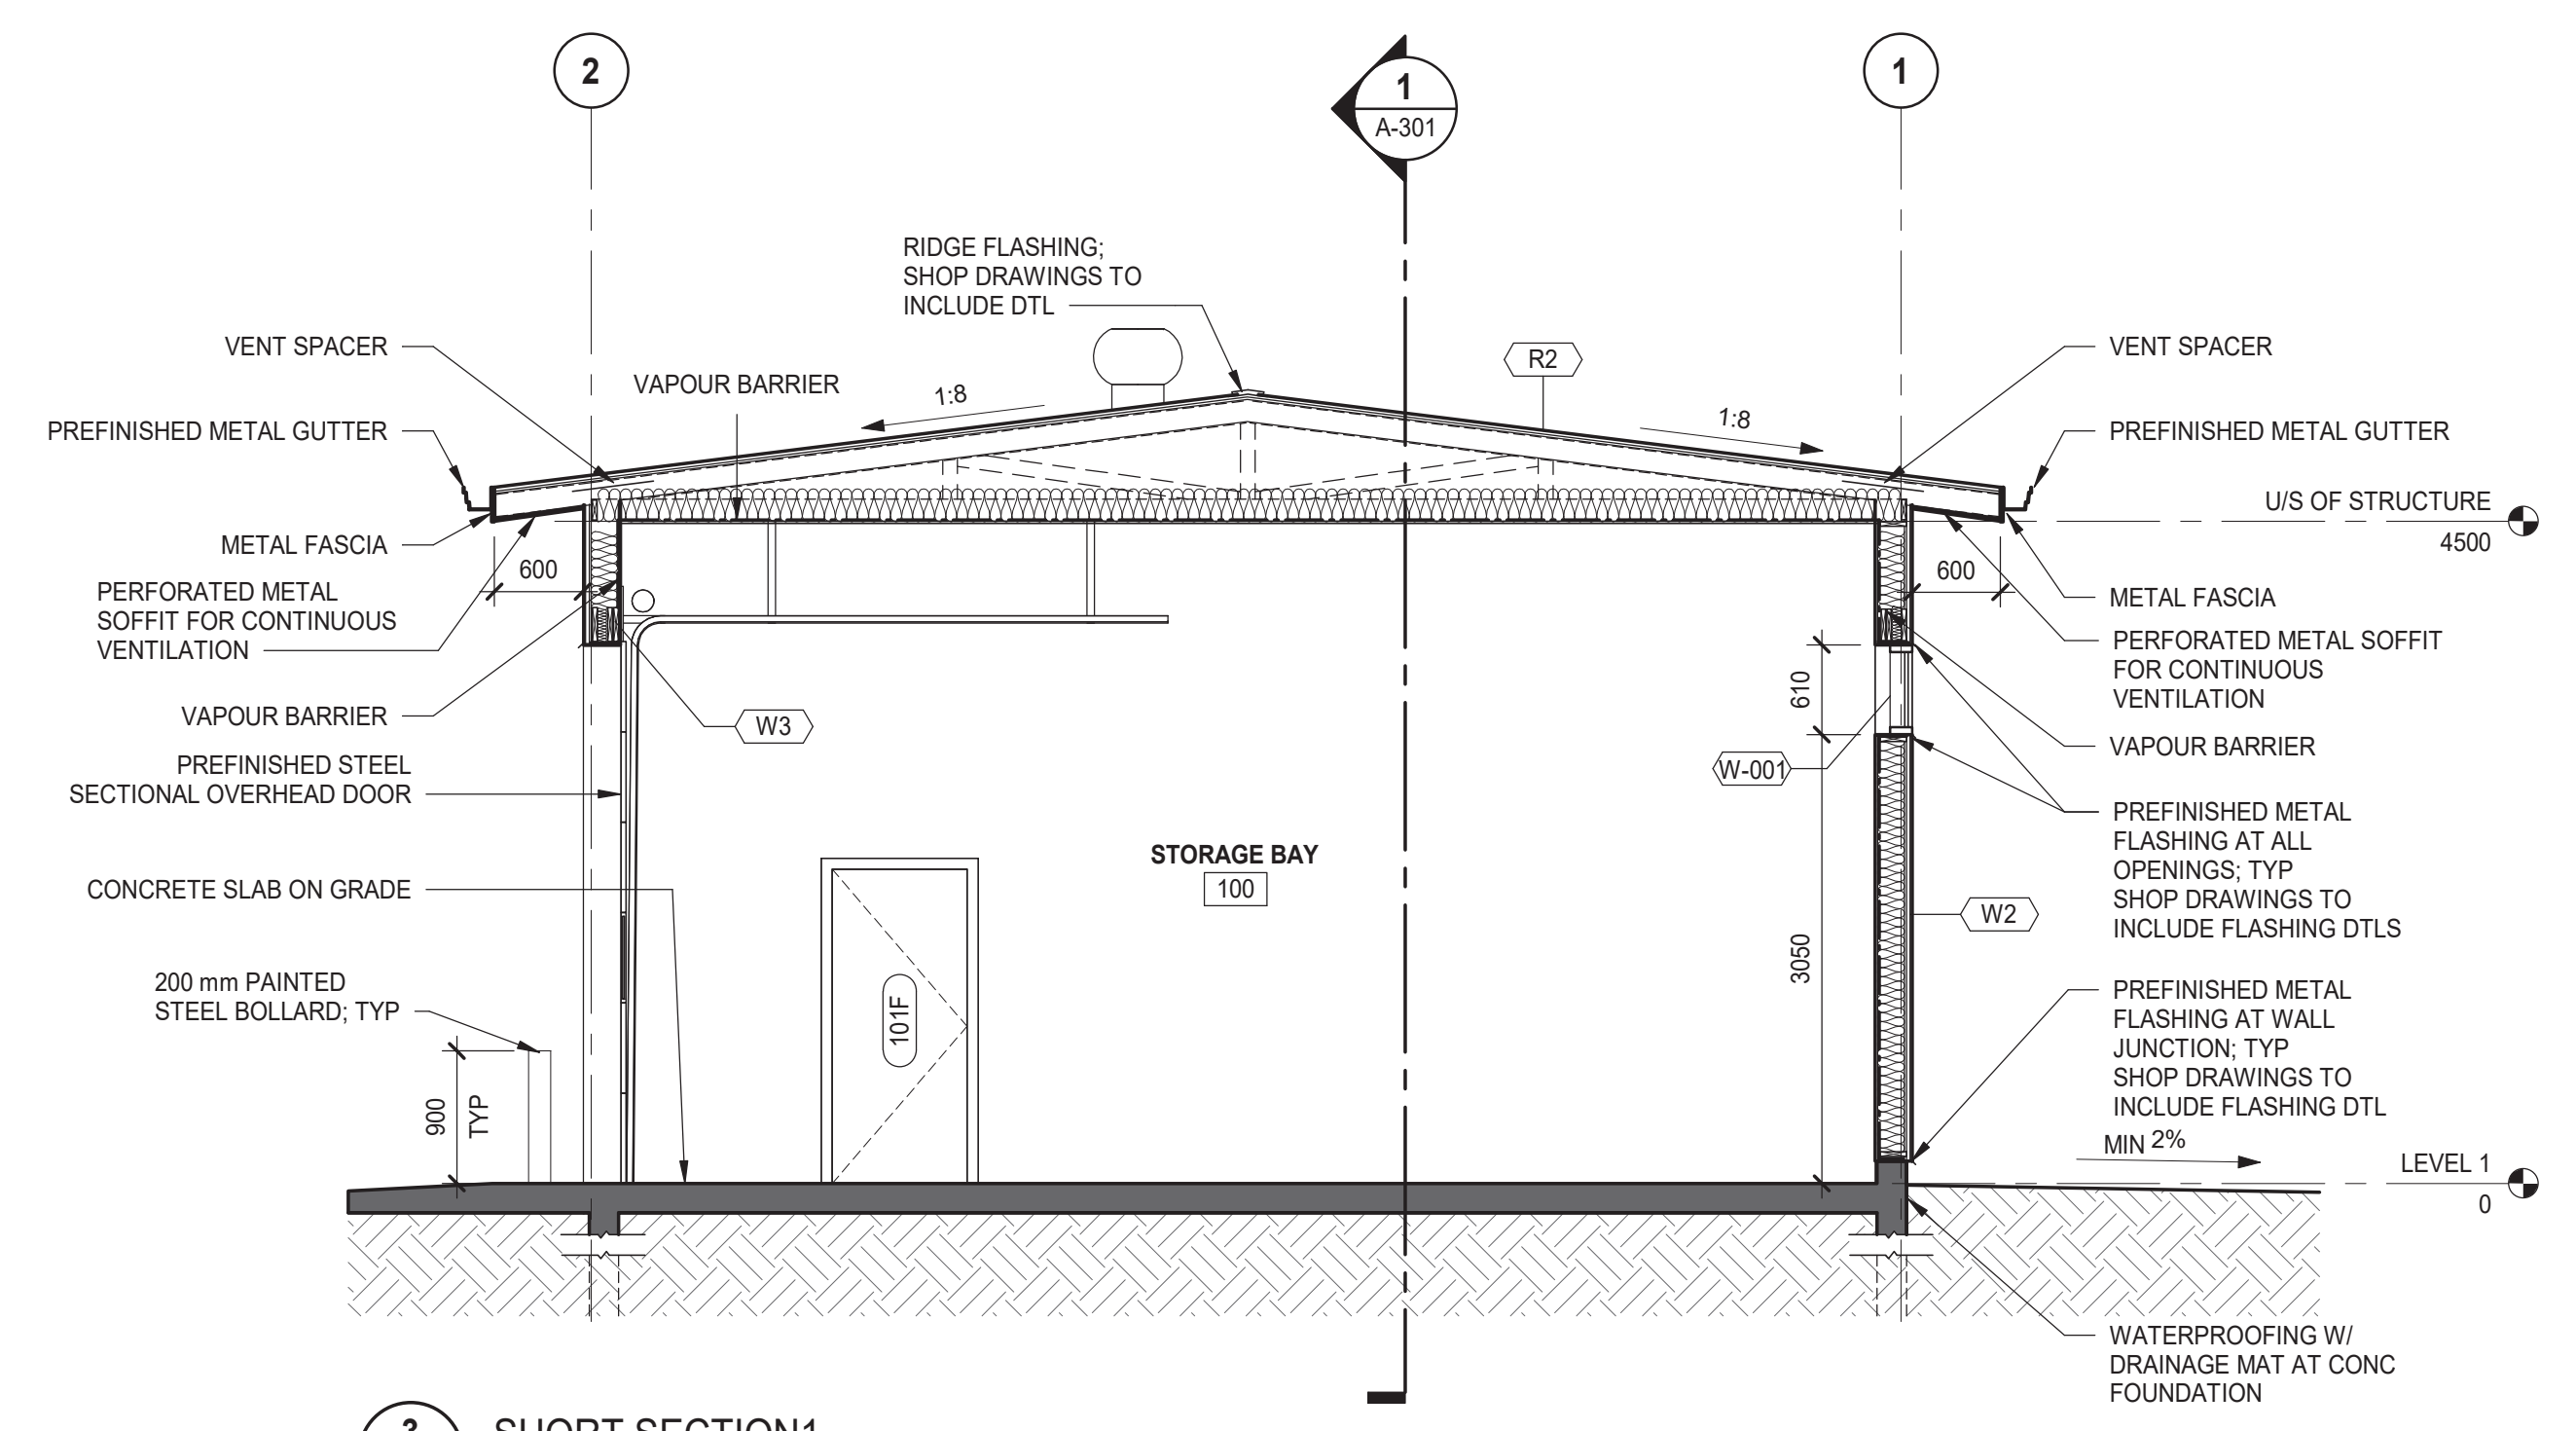 2
1
A-301
1
RIDGE FLASHING;
SHOP DRAWINGS TO
INCLUDE DTL
VENT SPACER
VAPOUR BARRIER
1:8
R2
1:8
VENT SPACER
PREFINISHED METAL GUTTER
PREFINISHED METAL GUTTER
U/S OF STRUCTURE
4500
METAL FASCIA
600
600
METAL FASCIA
PERFORATED METAL
SOFFIT FOR CONTINUOUS
VENTILATION
PERFORATED METAL SOFFIT
FOR CONTINUOUS
VENTILATION
VAPOUR BARRIER
W3
610
W-001
VAPOUR BARRIER
PREFINISHED STEEL
SECTIONAL OVERHEAD DOOR
PREFINISHED METAL
FLASHING AT ALL
OPENINGS; TYP
SHOP DRAWINGS TO
INCLUDE FLASHING DTLS
STORAGE BAY
100
CONCRETE SLAB ON GRADE
W2
3050
101F
200 mm PAINTED
STEEL BOLLARD; TYP
900
TYP
PREFINISHED METAL
FLASHING AT WALL
JUNCTION; TYP
SHOP DRAWINGS TO
INCLUDE FLASHING DTL
MIN 2%
LEVEL 1
0
WATERPROOFING W/
DRAINAGE MAT AT CONC
FOUNDATION
3
SHORT SECTION1